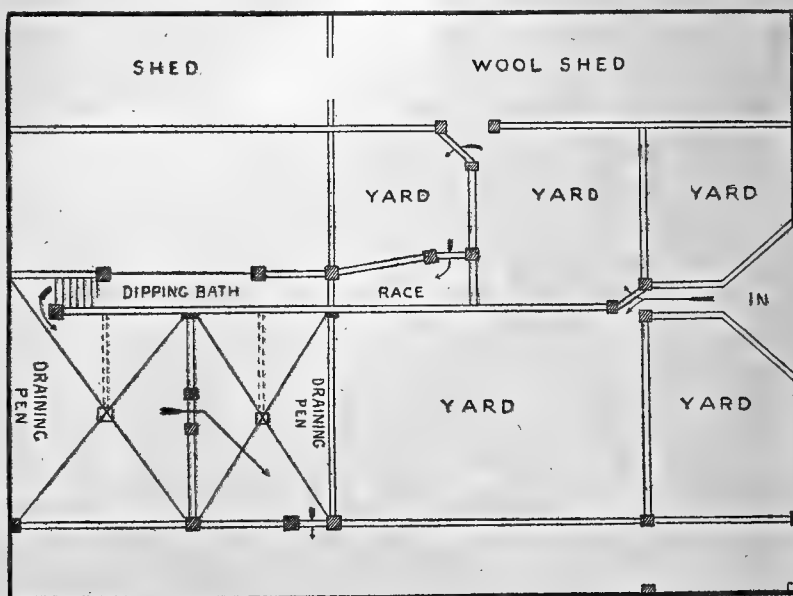 SHED
WOOL SHED
YARD
YARD
YARD
DIPPING BATH
RACE
IN
DRAINING
PEN
DRAINING
PEN
YARD
YARD